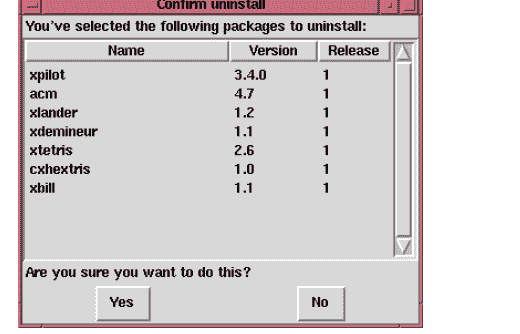 Confirm uninstall
You've selected the following packages to uninstall:
Name Version Release
xpilot 3.4.0 1
acm 4.7 1
xlander 1.2 1
xdemineur 1.1 1
xtetris 2.6 1
cxhextris 1.0 1
xbill 1.1 1
Are you sure you want to do this?
Yes No